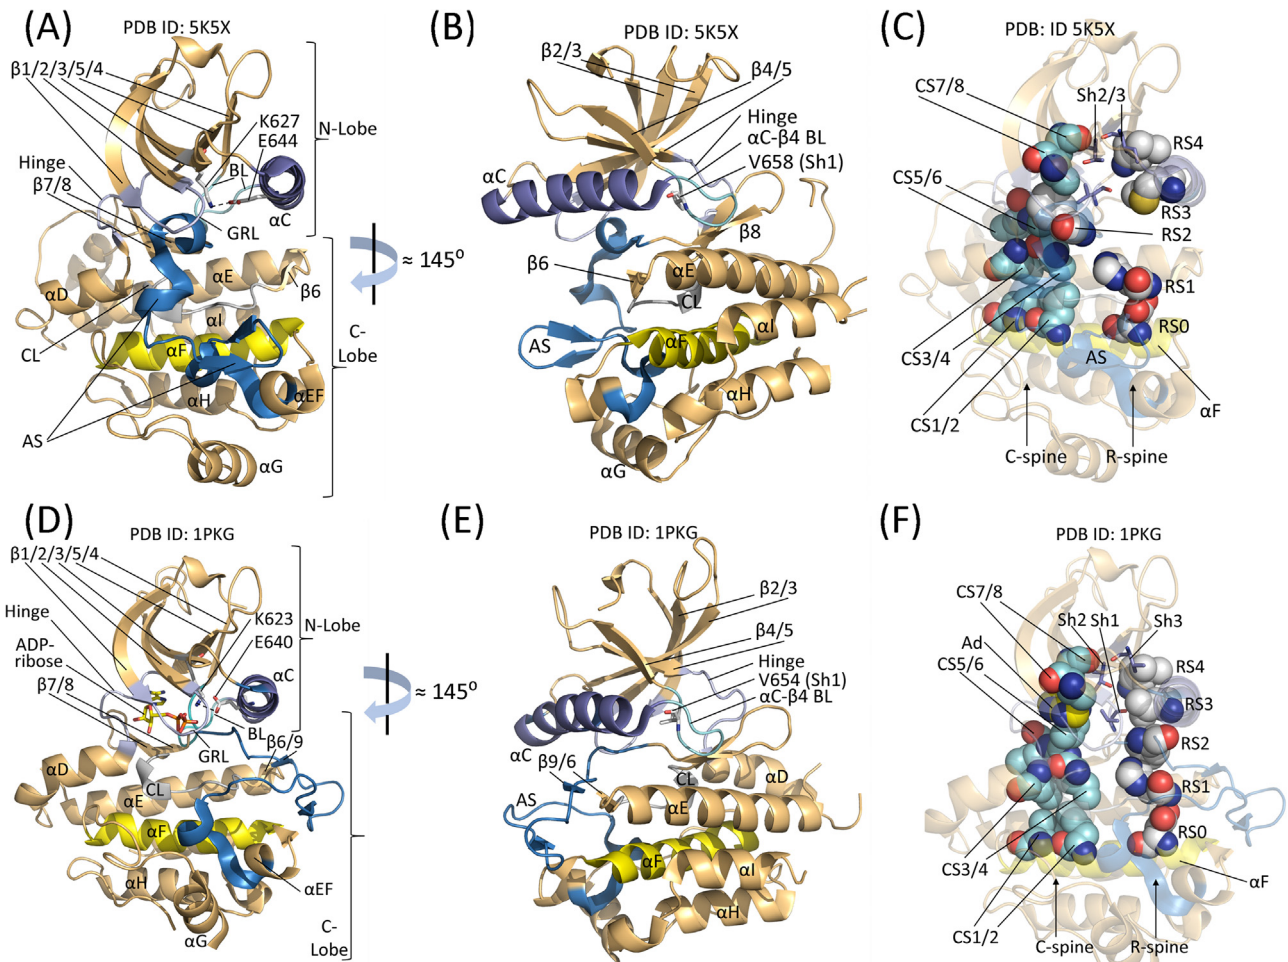 (A)
PDB ID: 5K5X
β1/2/3/5/4
K627
E644
N-Lobe
Hinge
BL
β7/8
αC
GRL
αE
αD
β6
αI
CL
αF
C-
Lobe
αH
αEF
AS
αG
≈ 145⁰
(B)
PDB ID: 5K5X
β2/3
β4/5
Hinge
αC-β4 BL
V658 (Sh1)
αC
β8
β6
αE
CL
αI
AS
αF
αH
αG
(C)
PDB: ID 5K5X
CS7/8
Sh2/3
RS4
CS5/6
RS3
RS2
RS1
RS0
CS3/4
AS
αF
CS1/2
C-spine
R-spine
(D)
PDB ID: 1PKG
β1/2/3/5/4
K623
N-Lobe
Hinge
E640
ADP-
ribose
αC
β7/8
BL
GRL
β6/9
αD
CL
αE
αF
αH
αEF
αG
C-
Lobe
≈ 145⁰
(E)
PDB ID: 1PKG
β2/3
β4/5
Hinge
V654 (Sh1)
αC-β4 BL
αC
β9/6
CL
αD
AS
αE
αF
αI
αH
(F)
PDB ID: 1PKG
CS7/8
Sh2
Sh1
Sh3
Ad
RS4
CS5/6
RS3
RS2
RS1
RS0
CS3/4
αF
CS1/2
C-spine
R-spine